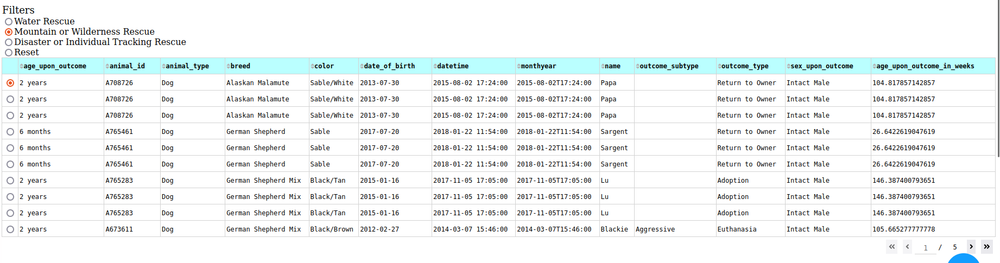 Filters
Water Rescue
Mountain or Wilderness Rescue
Disaster or Individual Tracking Rescue
Reset
age_upon_outcome animal_id animal_type breed color date_of_birth datetime monthyear name outcome_subtype outcome_type sex_upon_outcome age_upon_outcome_in_weeks
2 years A708726 Dog Alaskan Malamute Sable/White 2013-07-30 2015-08-02 17:24:00 2015-08-02T17:24:00 Papa Return to Owner Intact Male 104.817857142857
2 years A708726 Dog Alaskan Malamute Sable/White 2013-07-30 2015-08-02 17:24:00 2015-08-02T17:24:00 Papa Return to Owner Intact Male 104.817857142857
2 years A708726 Dog Alaskan Malamute Sable/White 2013-07-30 2015-08-02 17:24:00 2015-08-02T17:24:00 Papa Return to Owner Intact Male 104.817857142857
6 months A765461 Dog German Shepherd Sable 2017-07-20 2018-01-22 11:54:00 2018-01-22T11:54:00 Sargent Return to Owner Intact Male 26.6422619047619
6 months A765461 Dog German Shepherd Sable 2017-07-20 2018-01-22 11:54:00 2018-01-22T11:54:00 Sargent Return to Owner Intact Male 26.6422619047619
6 months A765461 Dog German Shepherd Sable 2017-07-20 2018-01-22 11:54:00 2018-01-22T11:54:00 Sargent Return to Owner Intact Male 26.6422619047619
2 years A765283 Dog German Shepherd Mix Black/Tan 2015-01-16 2017-11-05 17:05:00 2017-11-05T17:05:00 Lu Adoption Intact Male 146.387400793651
2 years A765283 Dog German Shepherd Mix Black/Tan 2015-01-16 2017-11-05 17:05:00 2017-11-05T17:05:00 Lu Adoption Intact Male 146.387400793651
2 years A765283 Dog German Shepherd Mix Black/Tan 2015-01-16 2017-11-05 17:05:00 2017-11-05T17:05:00 Lu Adoption Intact Male 146.387400793651
2 years A673611 Dog German Shepherd Mix Black/Brown 2012-02-27 2014-03-07 15:46:00 2014-03-07T15:46:00 Blackie Aggressive Euthanasia Intact Male 105.665277777778
1 / 5